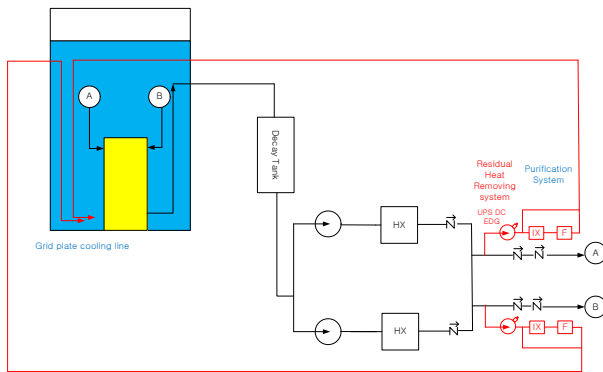 A
B
Grid plate cooling line
Decay Tank
HX
HX
Residual
Heat
Removing
system
UPS DC
EDG
Purification
System
IX
F
A
B
IX
F